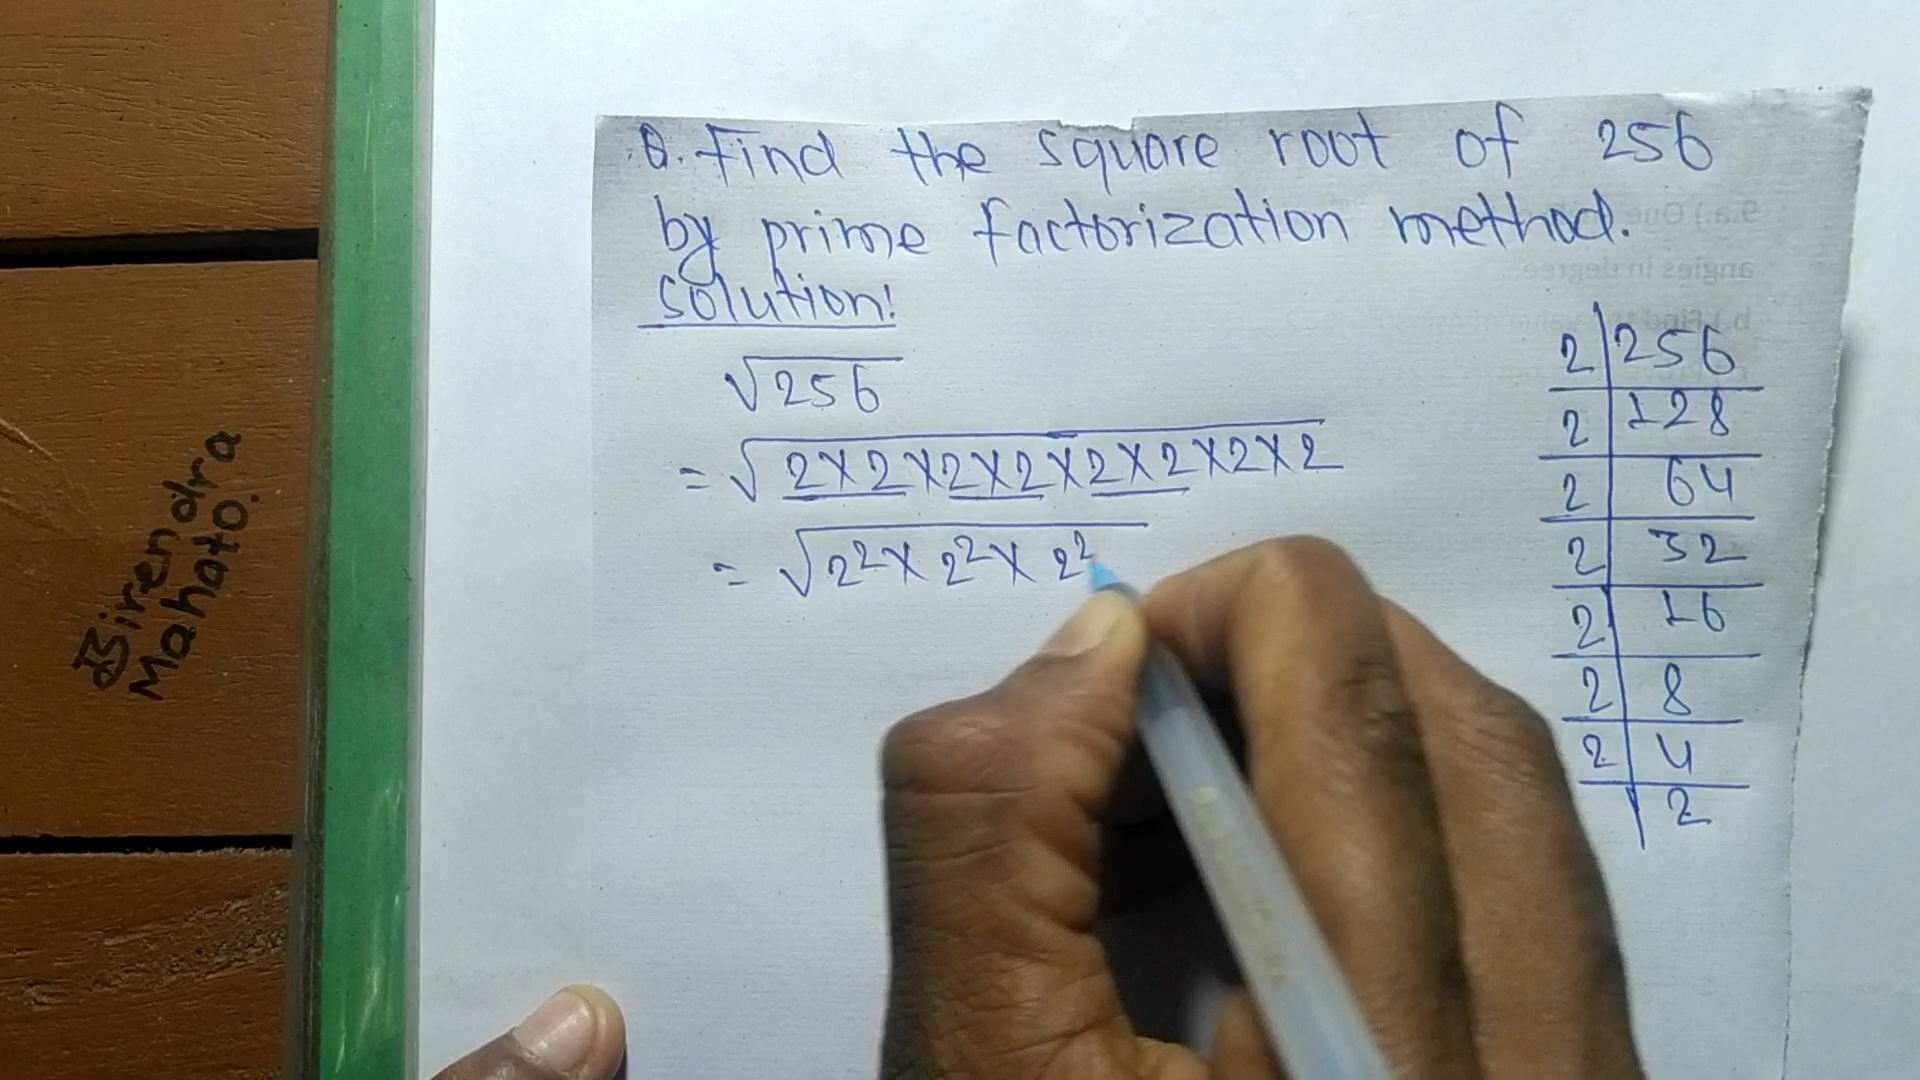 Q. Find the square root of 256
by prime factorization method.
Solution:
√256
= √2×2×2×2×2×2×2×2
= √2²×2²×2²
2 256
2 128
2 64
2 32
2 16
2 8
2 4
2
Birendra
Mahato.